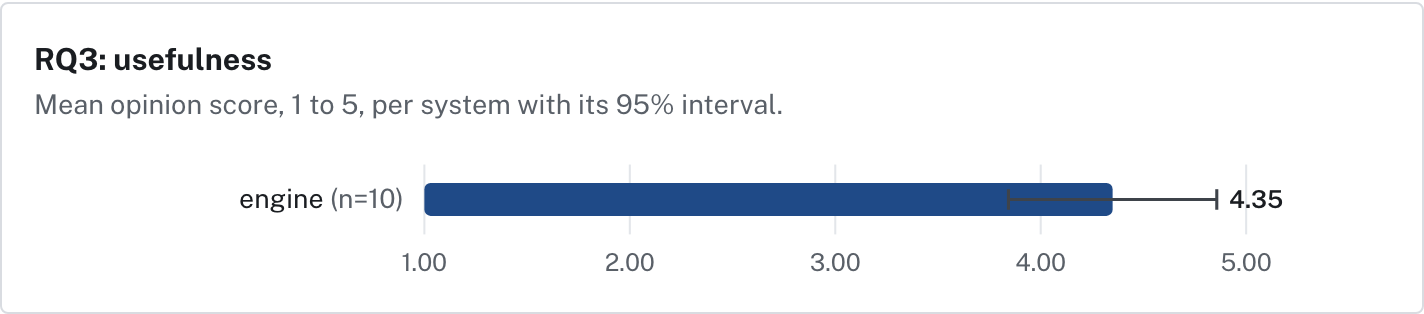 RQ3: usefulness
Mean opinion score, 1 to 5, per system with its 95% interval.
engine (n=10) 4.35
1.00 2.00 3.00 4.00 5.00